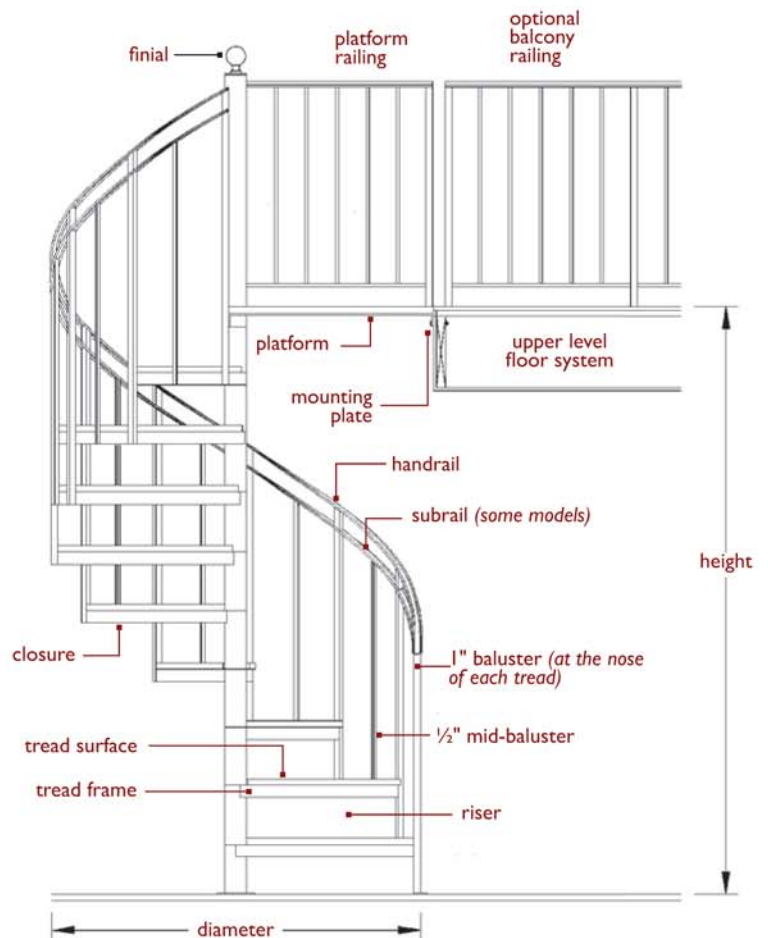 finial
platform
railing
optional
balcony
railing
platform
mounting
plate
upper level
floor system
handrail
subrail (some models)
height
closure
1" baluster (at the nose
of each tread)
½" mid-baluster
tread surface
tread frame
riser
diameter